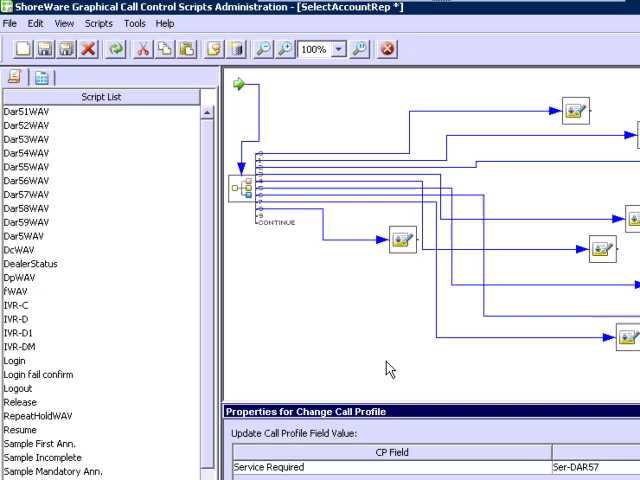 ShoreWare Graphical Call Control Scripts Administration - [SelectAccountRep *]
File Edit View Scripts Tools Help
100%
Script List
Dar51WAV
Dar52WAV
Dar53WAV
Dar54WAV
Dar55WAV
Dar56WAV
Dar57WAV
Dar58WAV
Dar59WAV
Dar5WAV
DcWAV
DealerStatus
DpWAV
fWAV
IVR-C
IVR-D
IVR-D1
IVR-DM
Login
Login fail confirm
Logout
Release
RepeatHoldWAV
Resume
Sample First Ann.
Sample Incomplete
Sample Mandatory Ann.
0
1
2
3
4
5
6
7
8
9
CONTINUE
Properties for Change Call Profile
Update Call Profile Field Value:
CP Field
Service Required Ser-DAR57